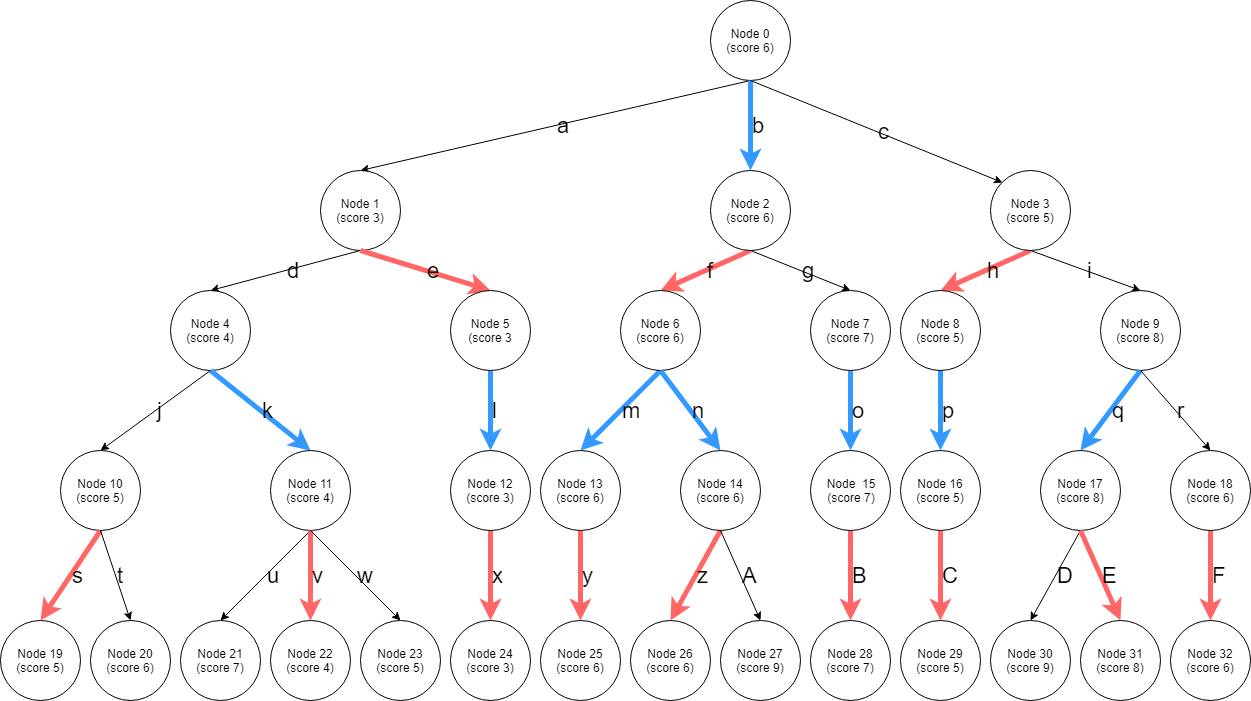 Node 0
(score 6)
a
b
c
Node 1
(score 3)
Node 2
(score 6)
Node 3
(score 5)
d
e
f
g
h
i
Node 4
(score 4)
Node 5
(score 3
Node 6
(score 6)
Node 7
(score 7)
Node 8
(score 5)
Node 9
(score 8)
j
k
l
m
n
o
p
q
r
Node 10
(score 5)
Node 11
(score 4)
Node 12
(score 3)
Node 13
(score 6)
Node 14
(score 6)
Node 15
(score 7)
Node 16
(score 5)
Node 17
(score 8)
Node 18
(score 6)
s
t
u
v
w
x
y
z
A
B
C
D
E
F
Node 19
(score 5)
Node 20
(score 6)
Node 21
(score 7)
Node 22
(score 4)
Node 23
(score 5)
Node 24
(score 3)
Node 25
(score 6)
Node 26
(score 6)
Node 27
(score 9)
Node 28
(score 7)
Node 29
(score 5)
Node 30
(score 9)
Node 31
(score 8)
Node 32
(score 6)